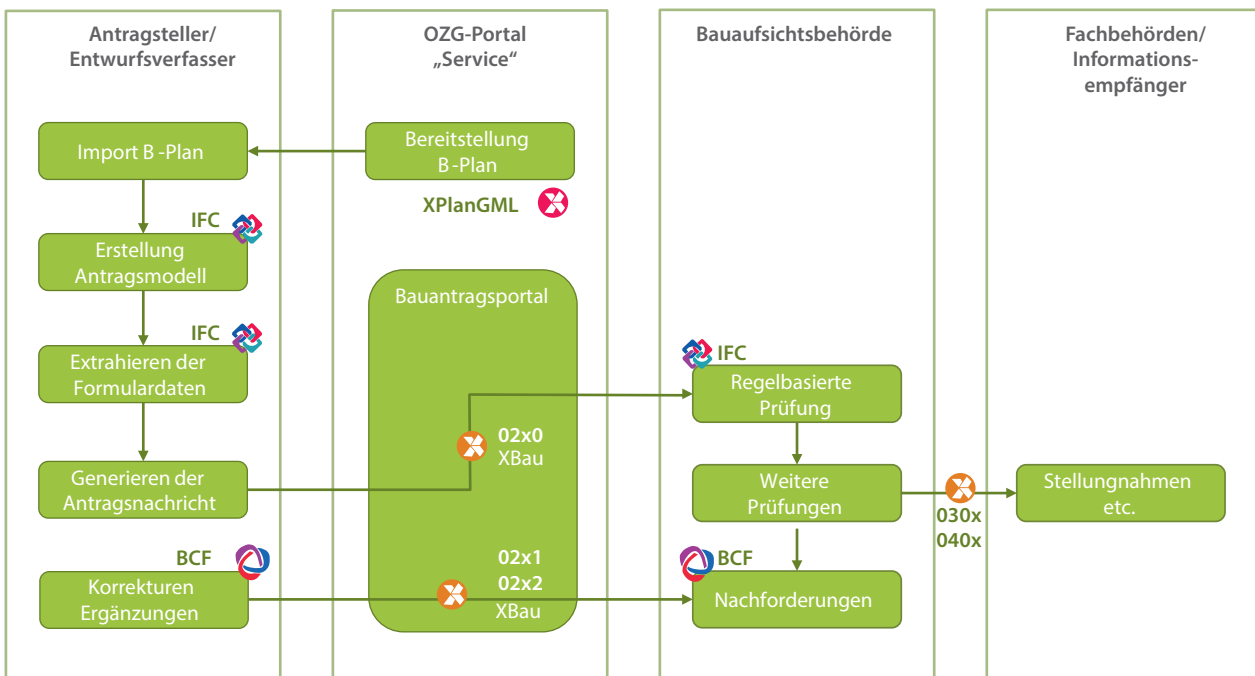 Antragsteller/
Entwurfsverfasser
Import B -Plan
IFC
Erstellung
Antragsmodell
IFC
Extrahieren der
Formulardaten
Generieren der
Antragsnachricht
BCF
Korrekturen
Ergänzungen
OZG-Portal
„Service“
Bereitstellung
B -Plan
XPlanGML
Bauantragsportal
02x0
XBau
02x1
02x2
XBau
Bauaufsichtsbehörde
IFC
Regelbasierte
Prüfung
Weitere
Prüfungen
BCF
Nachforderungen
030x
040x
Fachbehörden/
Informations-
empfänger
Stellungnahmen
etc.